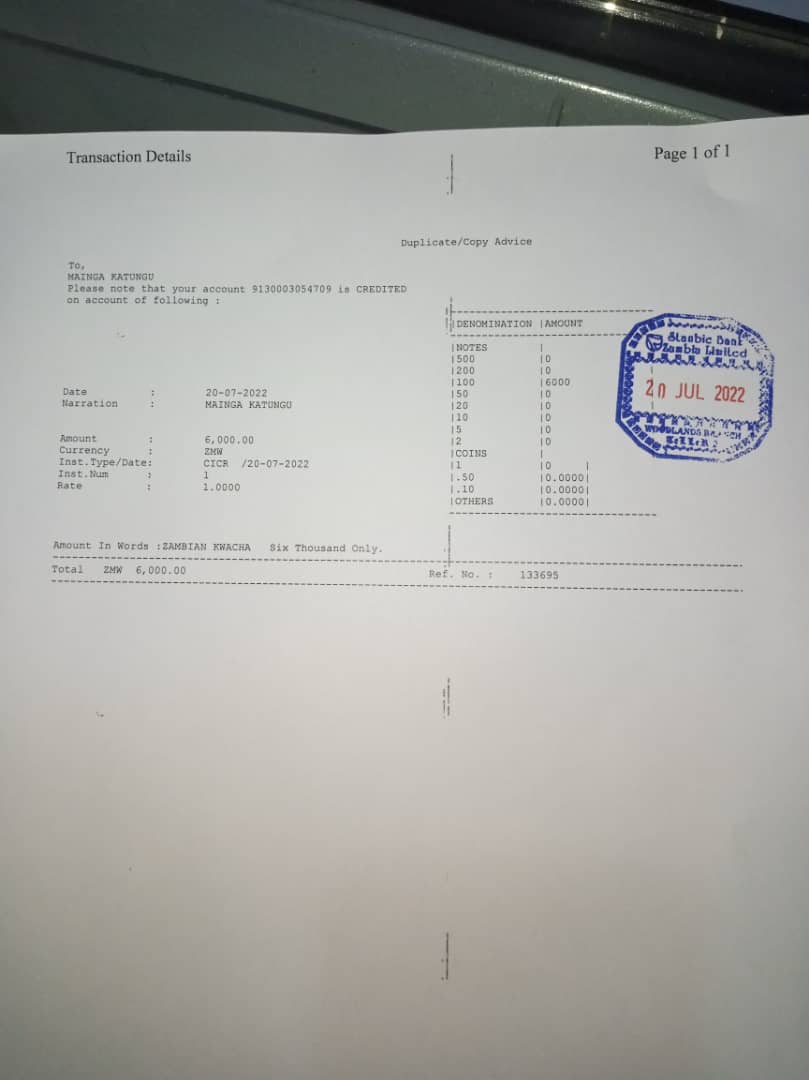 Transaction Details
Page 1 of 1
Duplicate/Copy Advice
To,
MAINGA KATUNGU
Please note that your account 9130003054709 is CREDITED
on account of following :
|DENOMINATION |AMOUNT
|NOTES |
|500 |0
|200 |0
|100 |6000
|50 |0
|20 |0
|10 |0
|5 |0
|2 |0
|COINS |
|1 |0 |
|.50 |0.0000|
|.10 |0.0000|
|OTHERS |0.0000|
Stanbic Bank
Zambia Limited
20 JUL 2022
WOODLANDS BRANCH
TELLER
Date : 20-07-2022
Narration : MAINGA KATUNGU
Amount : 6,000.00
Currency : ZMW
Inst.Type/Date: CICR /20-07-2022
Inst.Num : 1
Rate : 1.0000
Amount In Words :ZAMBIAN KWACHA Six Thousand Only.
Total ZMW 6,000.00 Ref. No. : 133695